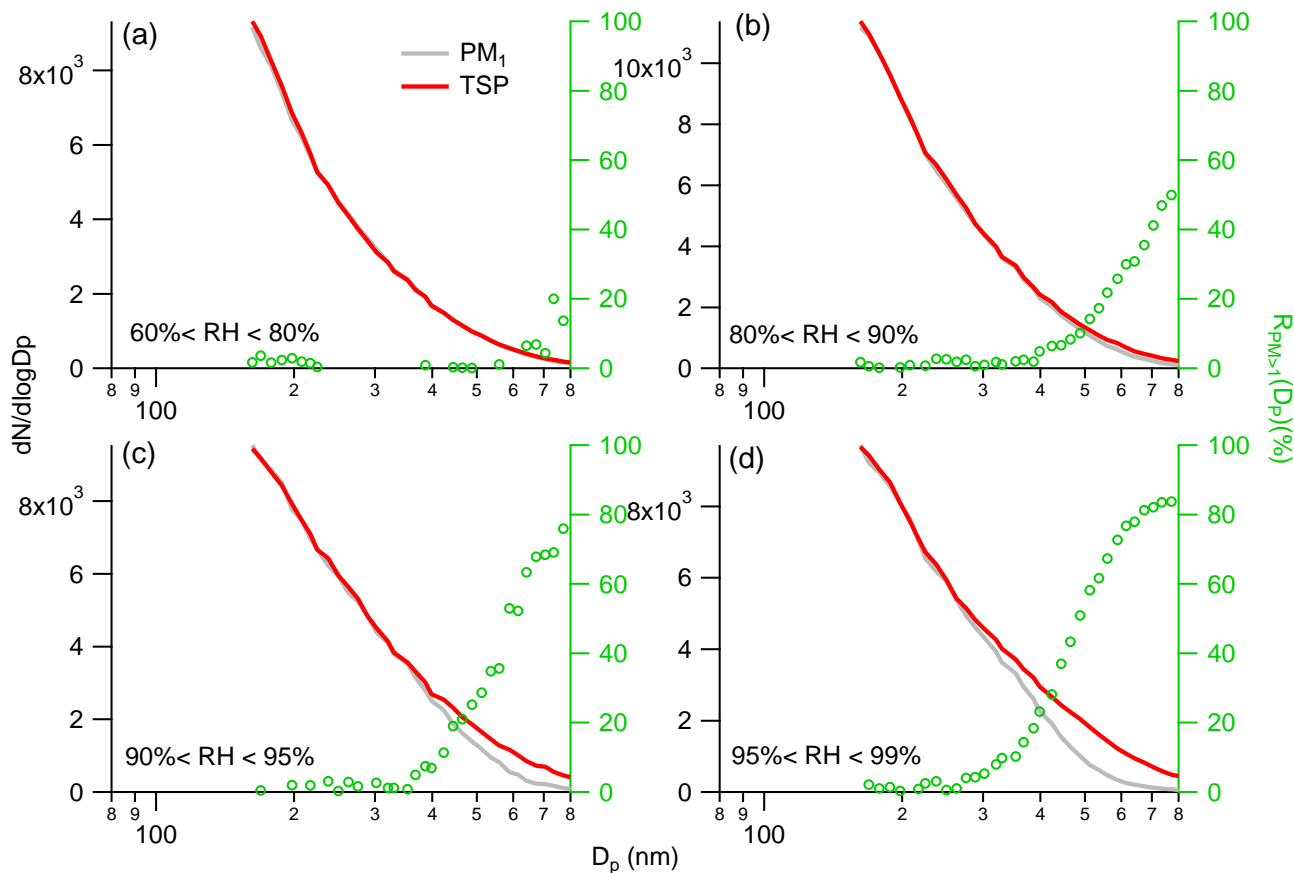 (a)
PM₁
TSP
8x10³
6
4
2
0
100
80
60
40
20
0
60%< RH < 80%
8 9 100 2 3 4 5 6 7 8
(b)
10x10³
8
6
4
2
0
100
80
60
40
20
0
80%< RH < 90%
8 9 100 2 3 4 5 6 7 8
dN/dlogDp
R_PM>1(D_P)(%)
(c)
8x10³
6
4
2
0
100
80
60
40
20
0
90%< RH < 95%
8 9 100 2 3 4 5 6 7 8
(d)
8x10³
6
4
2
0
100
80
60
40
20
0
95%< RH < 99%
8 9 100 2 3 4 5 6 7 8
D_p (nm)